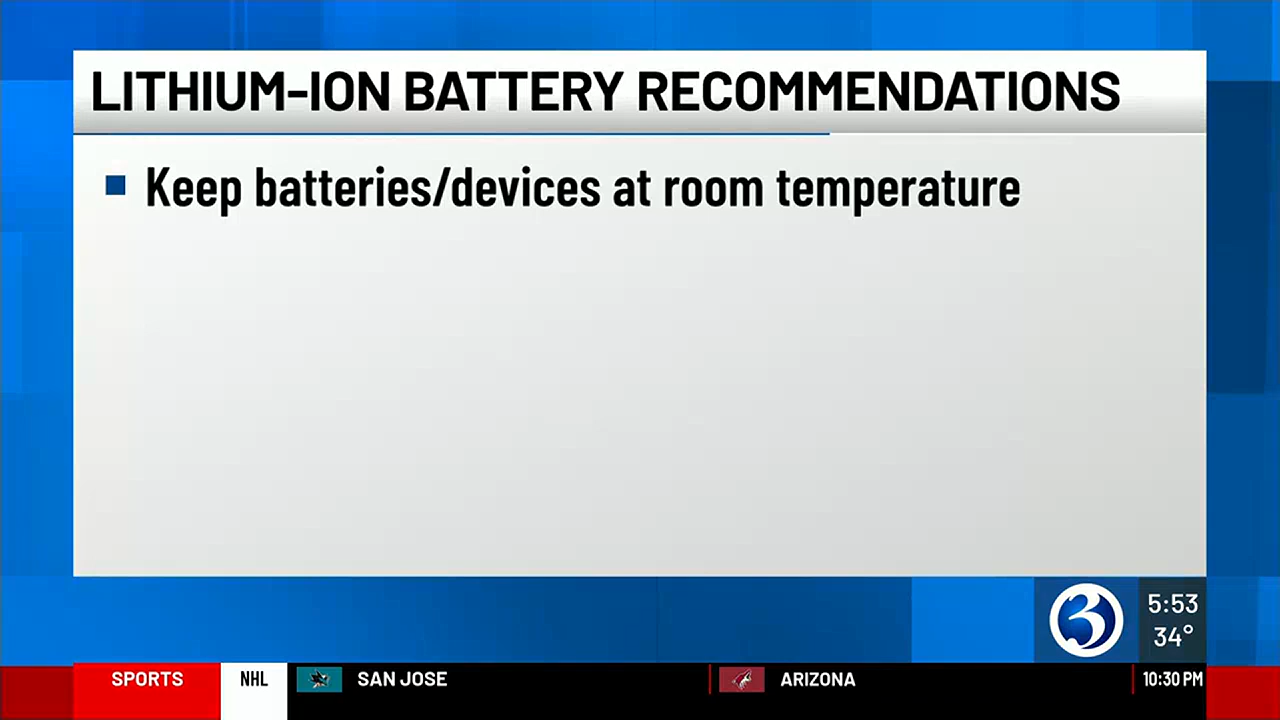 LITHIUM-ION BATTERY RECOMMENDATIONS
Keep batteries/devices at room temperature
3
5:53
34°
SPORTS NHL SAN JOSE ARIZONA 10:30 PM